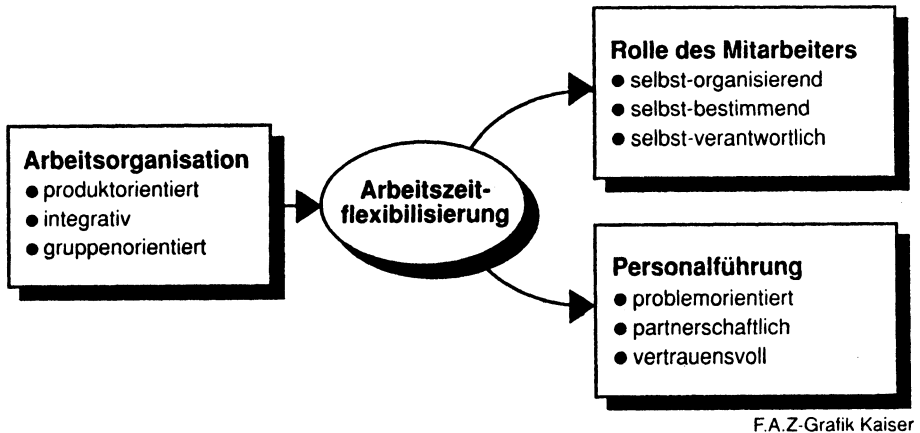 Arbeitsorganisation
● produktorientiert
● integrativ
● gruppenorientiert
Arbeitszeit-
flexibilisierung
Rolle des Mitarbeiters
● selbst-organisierend
● selbst-bestimmend
● selbst-verantwortlich
Personalführung
● problemorientiert
● partnerschaftlich
● vertrauensvoll
F.A.Z-Grafik Kaiser